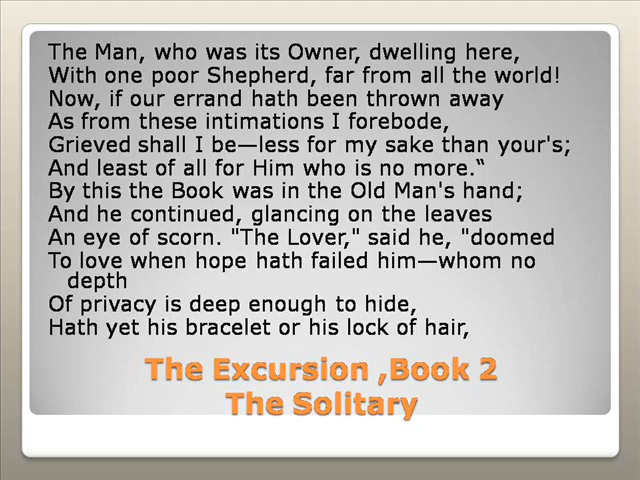 The Man, who was its Owner, dwelling here,
With one poor Shepherd, far from all the world!
Now, if our errand hath been thrown away
As from these intimations I forebode,
Grieved shall I be—less for my sake than your's;
And least of all for Him who is no more.“
By this the Book was in the Old Man's hand;
And he continued, glancing on the leaves
An eye of scorn. "The Lover," said he, "doomed
To love when hope hath failed him—whom no
depth
Of privacy is deep enough to hide,
Hath yet his bracelet or his lock of hair,
The Excursion ,Book 2
The Solitary